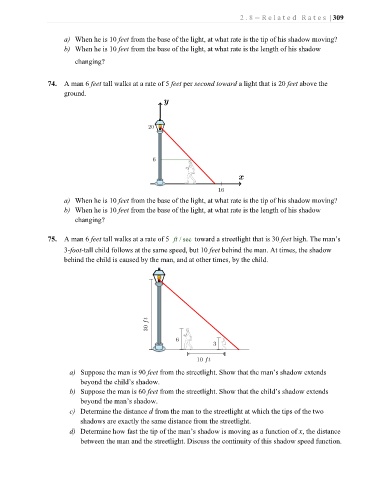 2.8 – Related Rates | 309
a) When he is 10 feet from the base of the light, at what rate is the tip of his shadow moving?
b) When he is 10 feet from the base of the light, at what rate is the length of his shadow
changing?
74. A man 6 feet tall walks at a rate of 5 feet per second toward a light that is 20 feet above the
ground.
y
20
6
x
16
a) When he is 10 feet from the base of the light, at what rate is the tip of his shadow moving?
b) When he is 10 feet from the base of the light, at what rate is the length of his shadow
changing?
75. A man 6 feet tall walks at a rate of 5 ft / sec toward a streetlight that is 30 feet high. The man's
3-foot-tall child follows at the same speed, but 10 feet behind the man. At times, the shadow
behind the child is caused by the man, and at other times, by the child.
30 ft
6
3
10 ft
a) Suppose the man is 90 feet from the streetlight. Show that the man's shadow extends
beyond the child's shadow.
b) Suppose the man is 60 feet from the streetlight. Show that the child's shadow extends
beyond the man's shadow.
c) Determine the distance d from the man to the streetlight at which the tips of the two
shadows are exactly the same distance from the streetlight.
d) Determine how fast the tip of the man's shadow is moving as a function of x, the distance
between the man and the streetlight. Discuss the continuity of this shadow speed function.